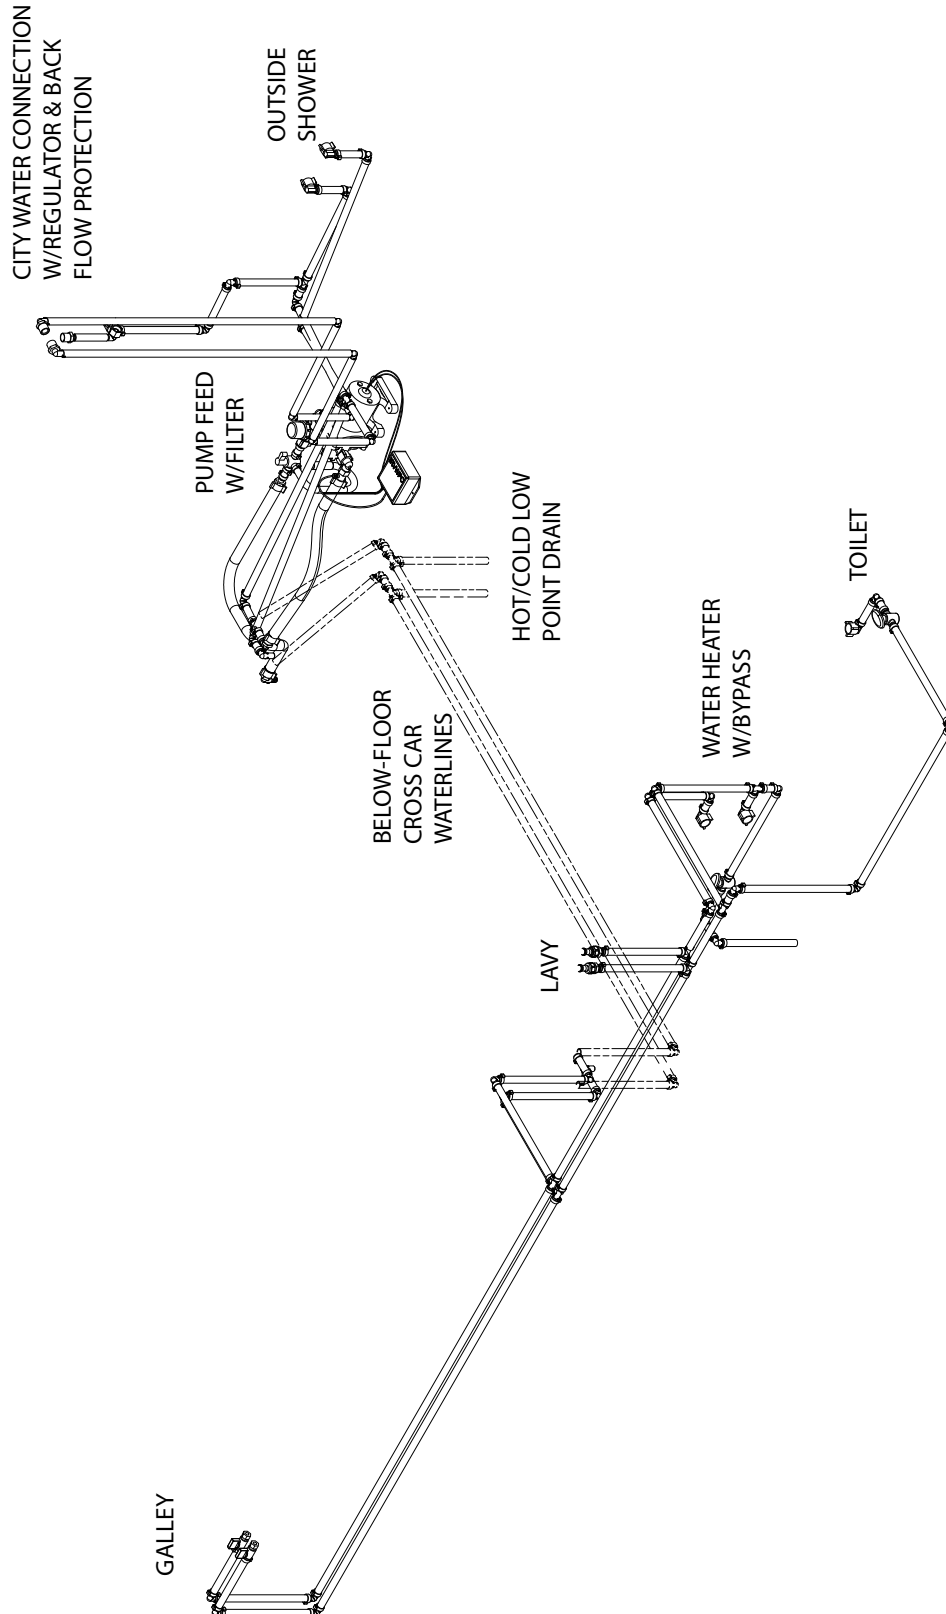 CITY WATER CONNECTION
W/REGULATOR & BACK
FLOW PROTECTION
OUTSIDE
SHOWER
PUMP FEED
W/FILTER
HOT/COLD LOW
POINT DRAIN
BELOW-FLOOR
CROSS CAR
WATERLINES
TOILET
WATER HEATER
W/BYPASS
LAVY
GALLEY